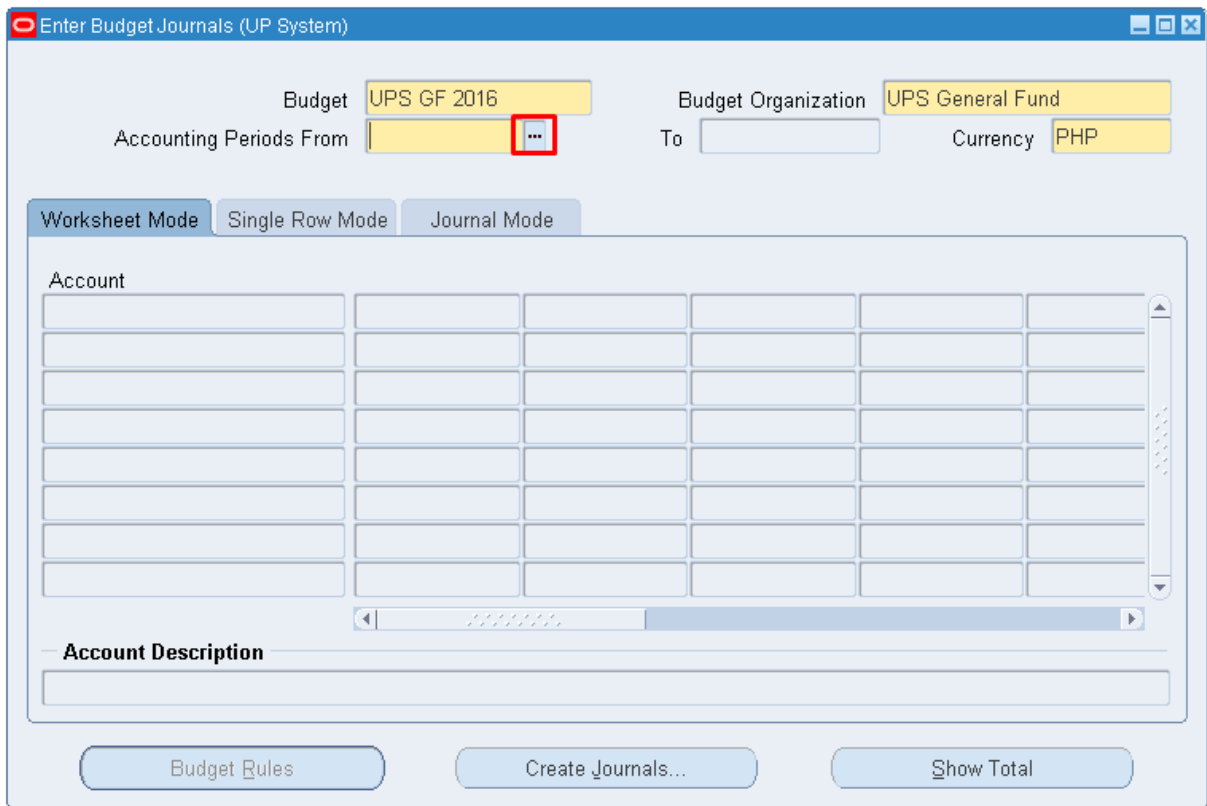 Enter Budget Journals (UP System)
Budget UPS GF 2016 Budget Organization UPS General Fund
Accounting Periods From ... To Currency PHP
Worksheet Mode Single Row Mode Journal Mode
Account
Account Description
Budget Rules Create Journals... Show Total